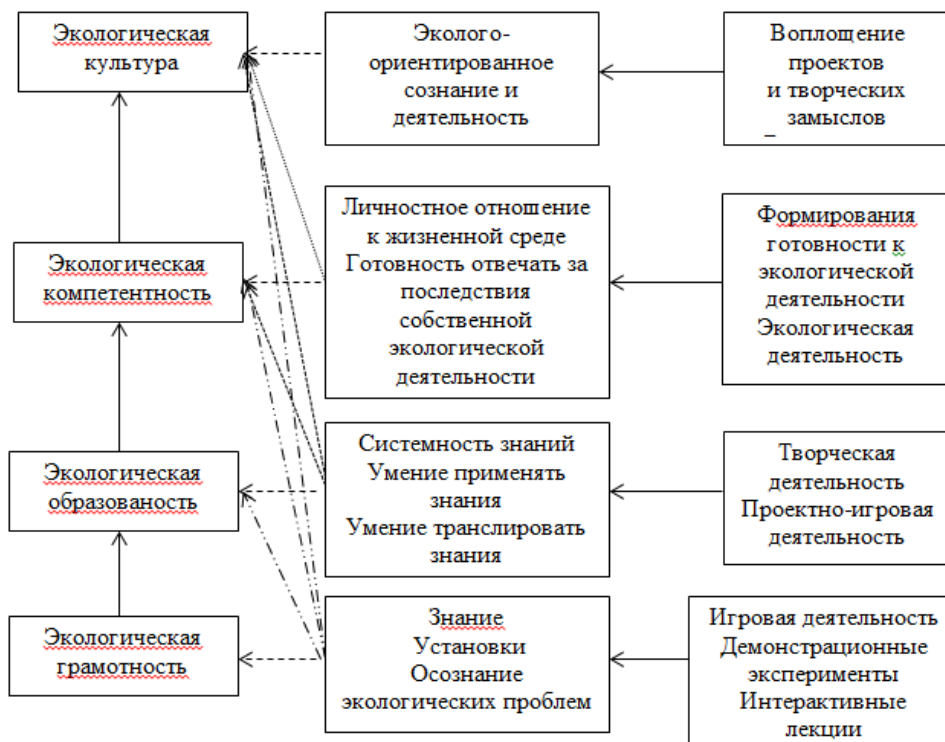 Экологическая
культура
Эколого-
ориентированное
сознание и
деятельность
Воплощение
проектов
и творческих
замыслов
Экологическая
компетентность
Личностное отношение
к жизненной среде
Готовность отвечать за
последствия
собственной
экологической
деятельности
Формирования
готовности к
экологической
деятельности
Экологическая
деятельность
Экологическая
образованость
Системность знаний
Умение применять
знания
Умение транслировать
знания
Творческая
деятельность
Проектно-игровая
деятельность
Экологическая
грамотность
Знание
Установки
Осознание
экологических проблем
Игровая деятельность
Демонстрационные
эксперименты
Интерактивные
лекции